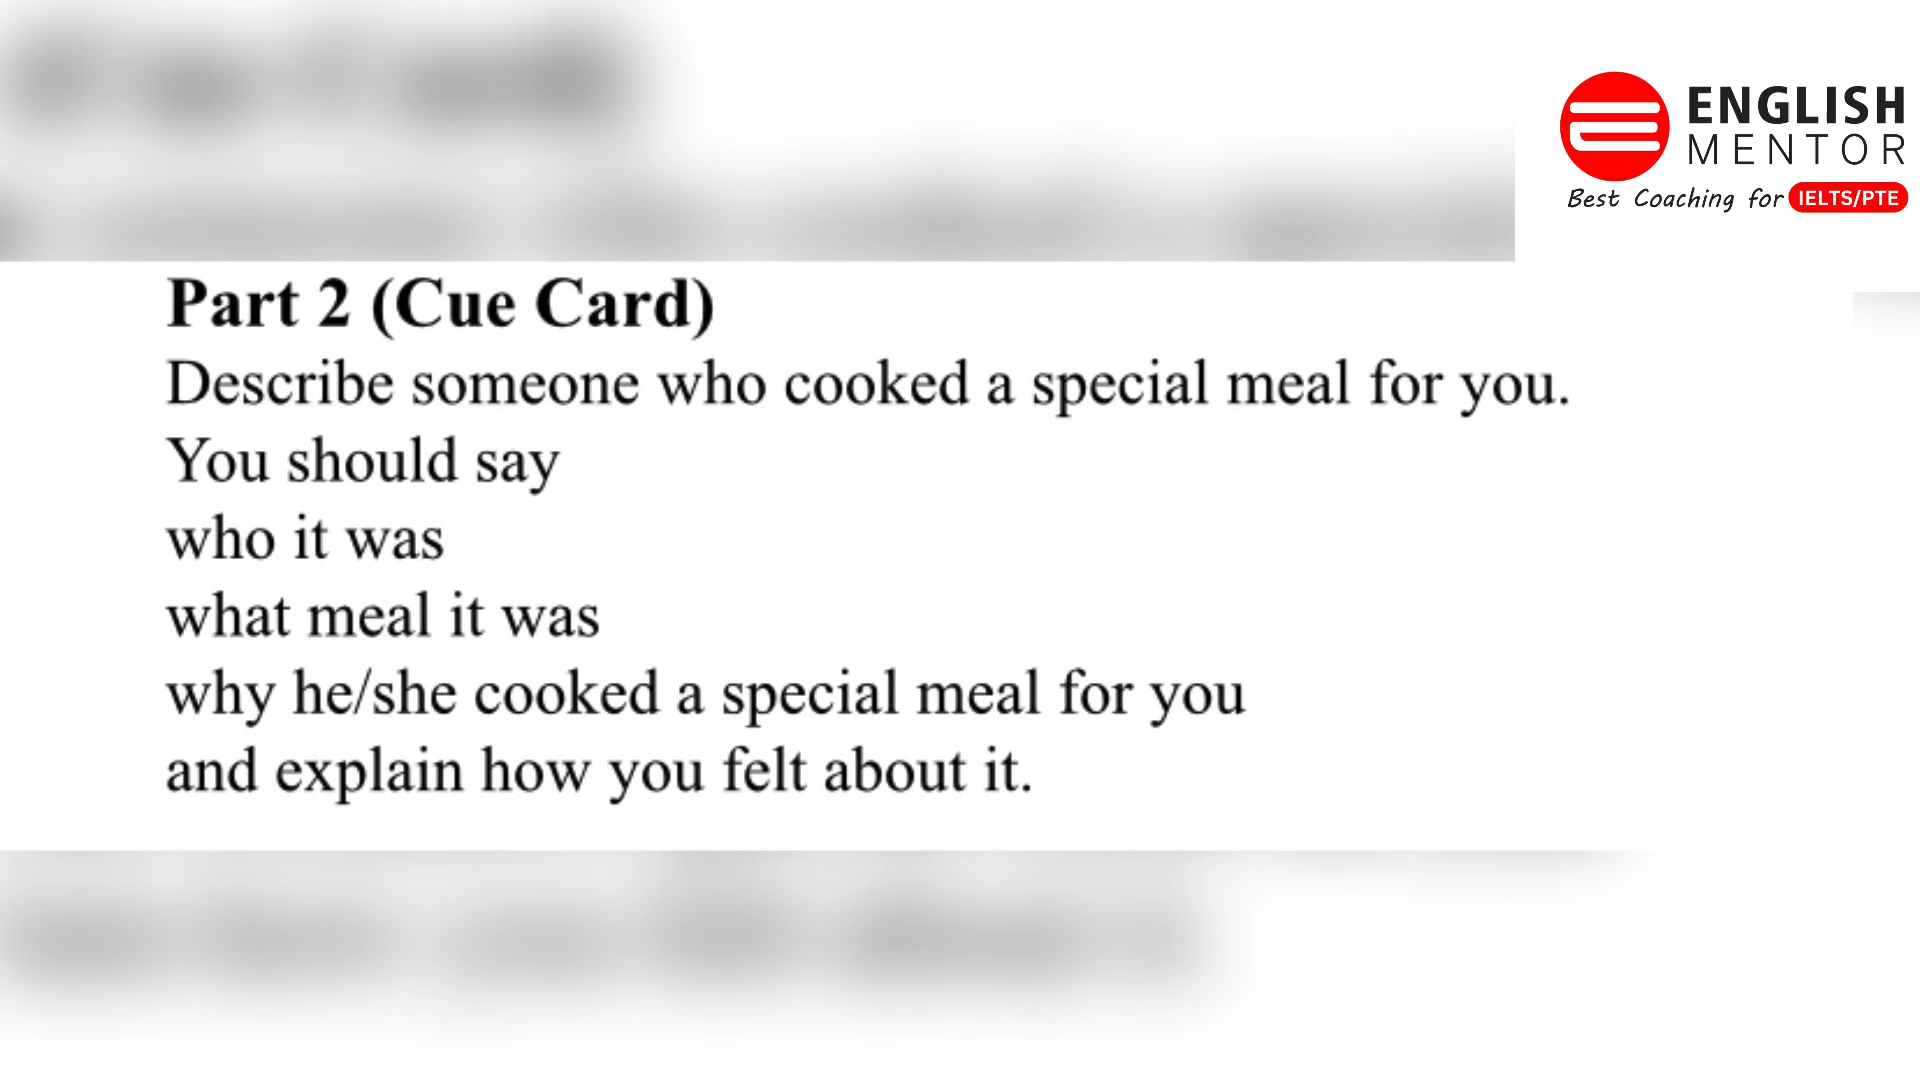 ENGLISH
MENTOR
Best Coaching for IELTS/PTE
Part 2 (Cue Card)
Describe someone who cooked a special meal for you.
You should say
who it was
what meal it was
why he/she cooked a special meal for you
and explain how you felt about it.